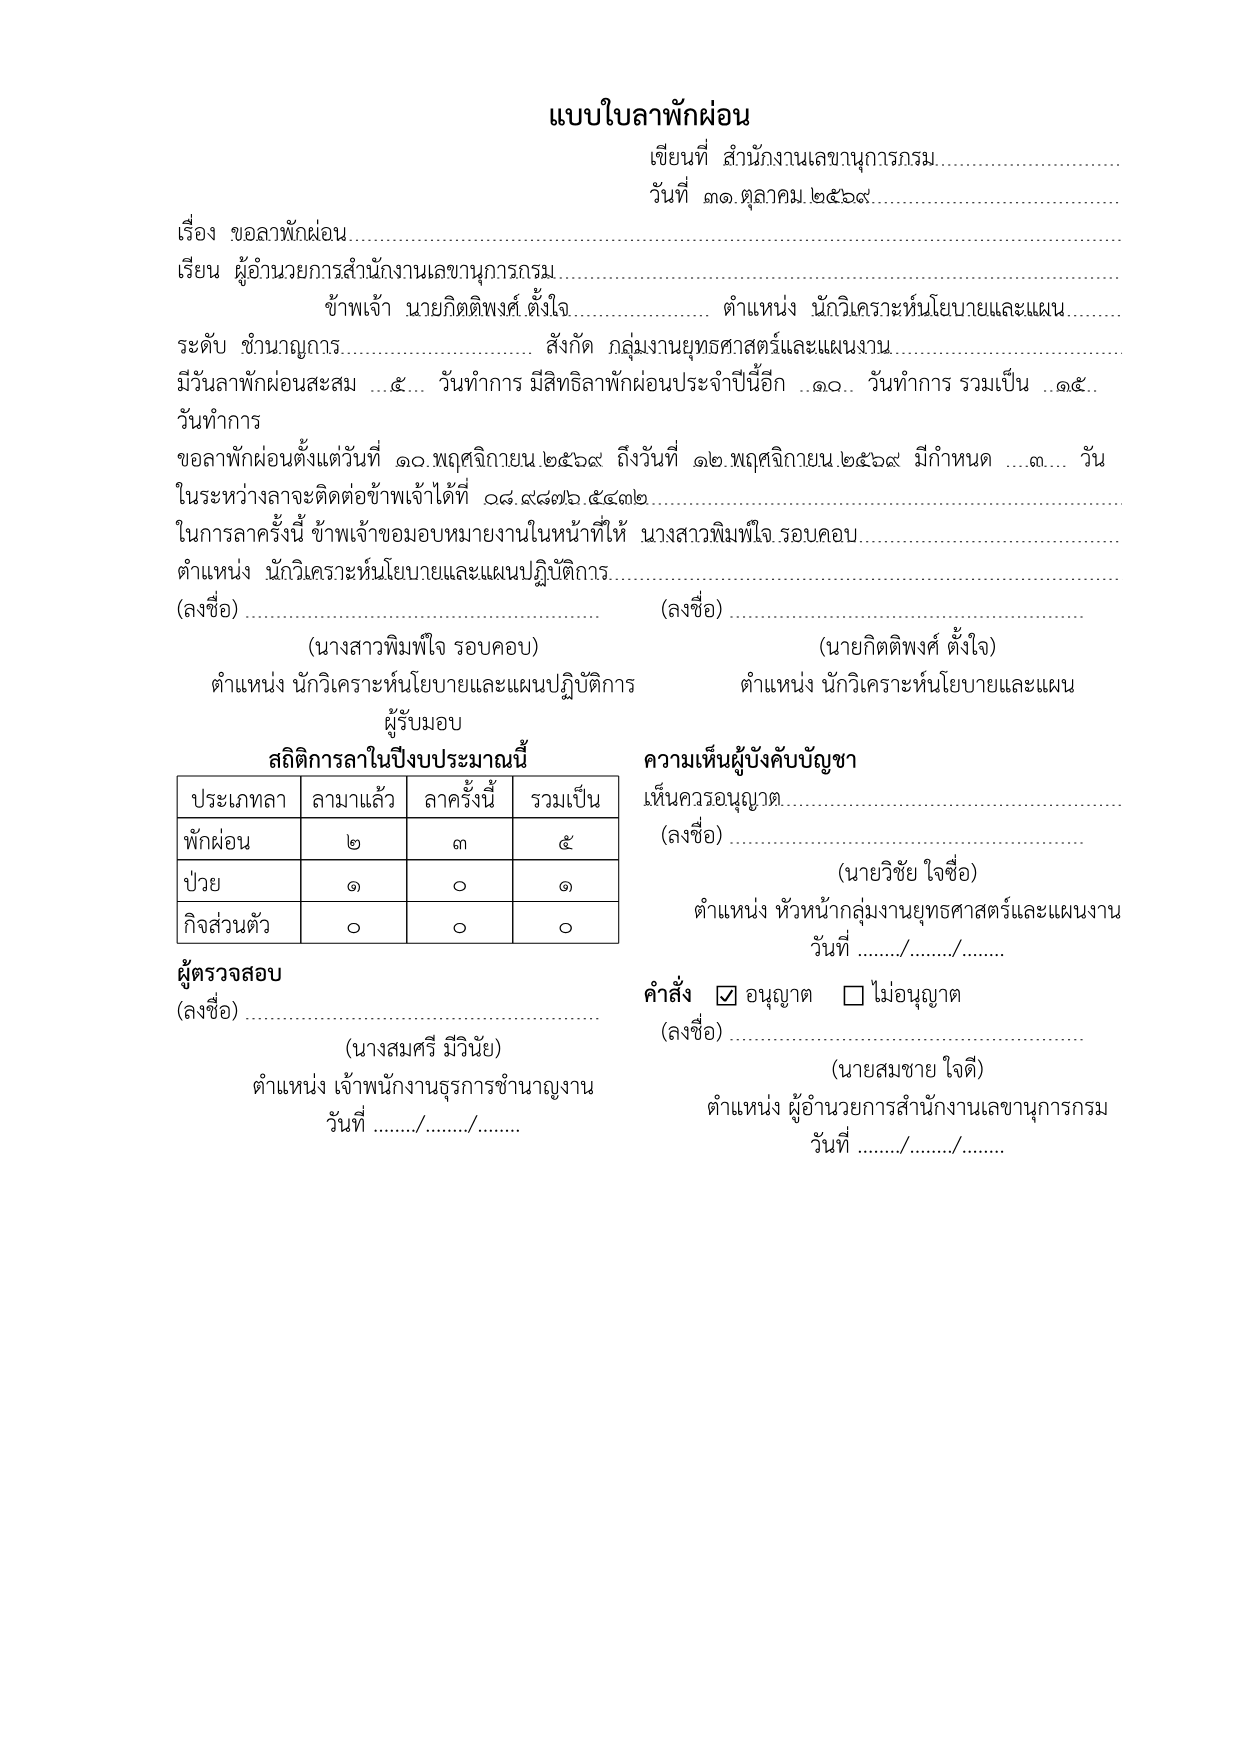 แบบใบลาพักผ่อน
เขียนที่ สำนักงานเลขานุการกรม
วันที่ ๓๑ ตุลาคม ๒๕๖๙
เรื่อง ขอลาพักผ่อน
เรียน ผู้อำนวยการสำนักงานเลขานุการกรม
ข้าพเจ้า นายกิตติพงศ์ ตั้งใจ ตำแหน่ง นักวิเคราะห์นโยบายและแผน
ระดับ ชำนาญการ สังกัด กลุ่มงานยุทธศาสตร์และแผนงาน
มีวันลาพักผ่อนสะสม ๕ วันทำการ มีสิทธิลาพักผ่อนประจำปีนี้อีก ๑๐ วันทำการ รวมเป็น ๑๕
วันทำการ
ขอลาพักผ่อนตั้งแต่วันที่ ๑๐ พฤศจิกายน ๒๕๖๙ ถึงวันที่ ๑๒ พฤศจิกายน ๒๕๖๙ มีกำหนด ๓ วัน
ในระหว่างลาจะติดต่อข้าพเจ้าได้ที่ ๐๘ ๙๘๗๖ ๕๔๓๒
ในการลาครั้งนี้ ข้าพเจ้าขอมอบหมายงานในหน้าที่ให้ นางสาวพิมพ์ใจ รอบคอบ
ตำแหน่ง นักวิเคราะห์นโยบายและแผนปฏิบัติการ
(ลงชื่อ) (ลงชื่อ)
(นางสาวพิมพ์ใจ รอบคอบ) (นายกิตติพงศ์ ตั้งใจ)
ตำแหน่ง นักวิเคราะห์นโยบายและแผนปฏิบัติการ ตำแหน่ง นักวิเคราะห์นโยบายและแผน
ผู้รับมอบ
สถิติการลาในปีงบประมาณนี้
ประเภทลา ลามาแล้ว ลาครั้งนี้ รวมเป็น
พักผ่อน ๒ ๓ ๕
ป่วย ๑ ๐ ๑
กิจส่วนตัว ๐ ๐ ๐
ผู้ตรวจสอบ
(ลงชื่อ)
(นางสมศรี มีวินัย)
ตำแหน่ง เจ้าพนักงานธุรการชำนาญงาน
วันที่ ......../......../........
ความเห็นผู้บังคับบัญชา
เห็นควรอนุญาต
(ลงชื่อ)
(นายวิชัย ใจซื่อ)
ตำแหน่ง หัวหน้ากลุ่มงานยุทธศาสตร์และแผนงาน
วันที่ ......../......../........
คำสั่ง ☑ อนุญาต ☐ ไม่อนุญาต
(ลงชื่อ)
(นายสมชาย ใจดี)
ตำแหน่ง ผู้อำนวยการสำนักงานเลขานุการกรม
วันที่ ......../......../........